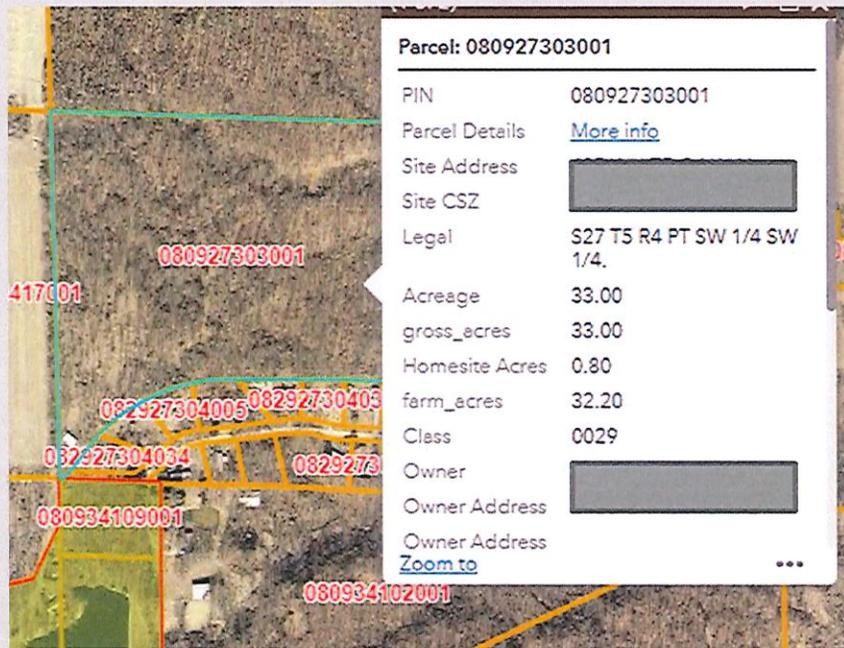 Parcel: 080927303001
PIN 080927303001
Parcel Details More info
Site Address
Site CSZ
Legal S27 T5 R4 PT SW 1/4 SW
1/4.
Acreage 33.00
gross_acres 33.00
Homesite Acres 0.80
farm_acres 32.20
Class 0029
Owner
Owner Address
Owner Address
Zoom to •••
080927303001
417001
082927304005
08292730403
082927304034
0829273
080934109001
080934102001